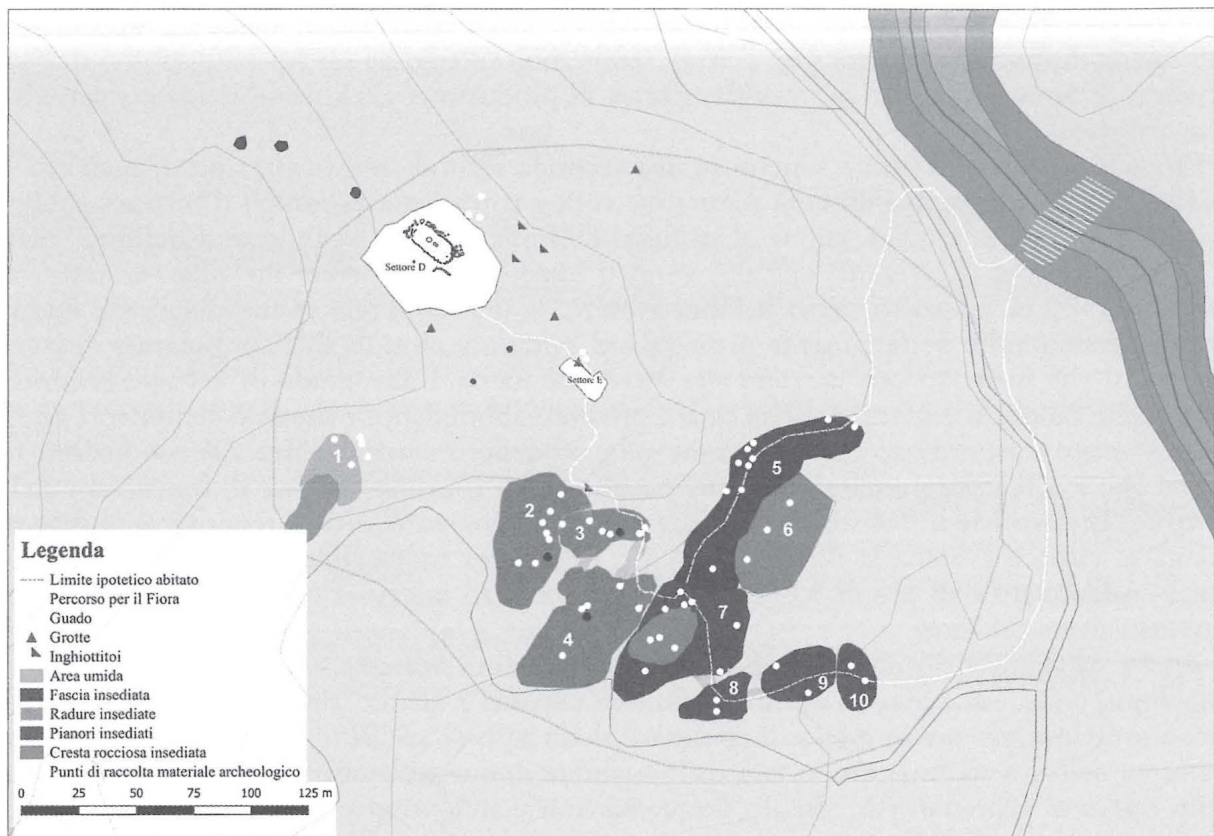 Settore D
Settore E
1
2
3
4
5
6
7
8
9
10
Legenda
Limite ipotetico abitato
Percorso per il Fiora
Guado
Grotte
Inghiottitoi
Area umida
Fascia insediata
Radure insediate
Pianori insediati
Cresta rocciosa insediata
Punti di raccolta materiale archeologico
0 25 50 75 100 125 m